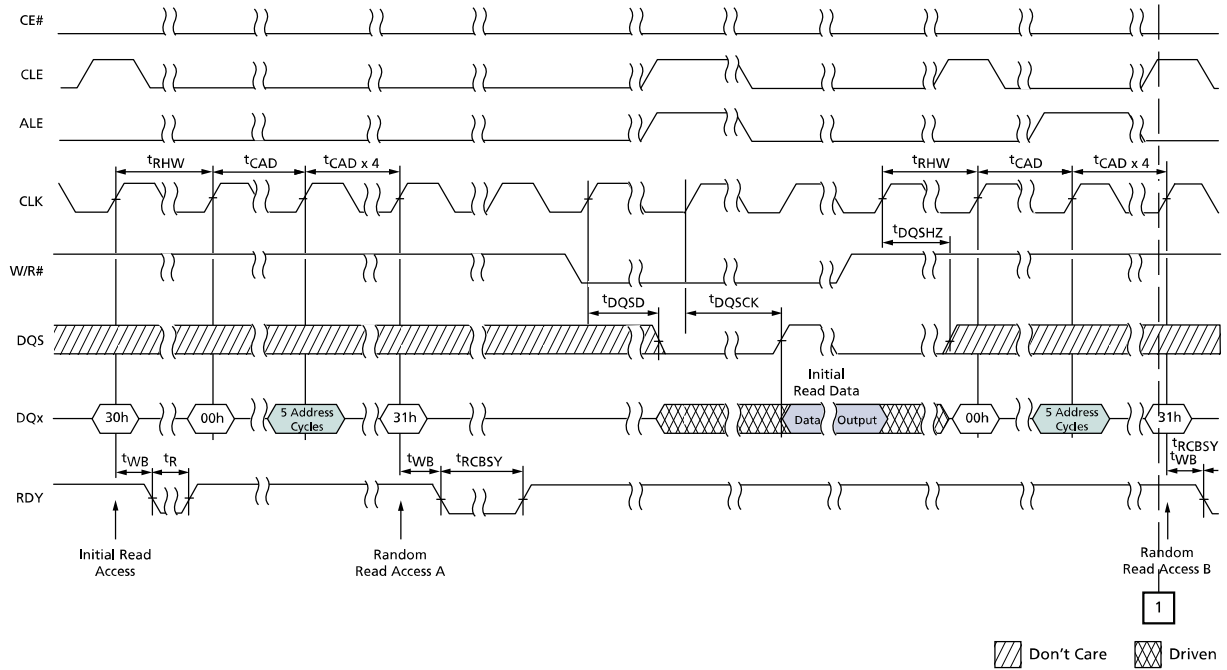 CE#
CLE
ALE
tRHW
tCAD
tCAD x 4
tRHW
tCAD
tCAD x 4
CLK
tDQSHZ
W/R#
tDQSD
tDQSCK
DQS
Initial
Read Data
DQx
30h
00h
5 Address
Cycles
31h
Data
Output
00h
5 Address
Cycles
31h
tWB
tR
tWB
tRCBSY
tRCBSY
tWB
RDY
Initial Read
Access
Random
Read Access A
Random
Read Access B
1
Don't Care
Driven